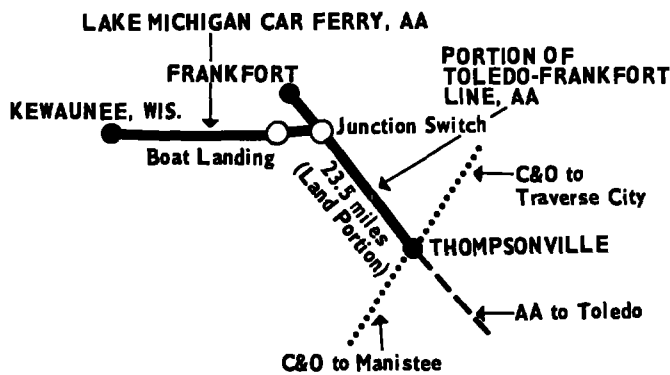 LAKE MICHIGAN CAR FERRY, AA
PORTION OF
TOLEDO-FRANKFORT
LINE, AA
FRANKFORT
KEWAUNEE, WIS.
Junction Switch
Boat Landing
23.5 miles
(Land Portion)
C&O to
Traverse City
THOMPSONVILLE
AA to Toledo
C&O to Manistee